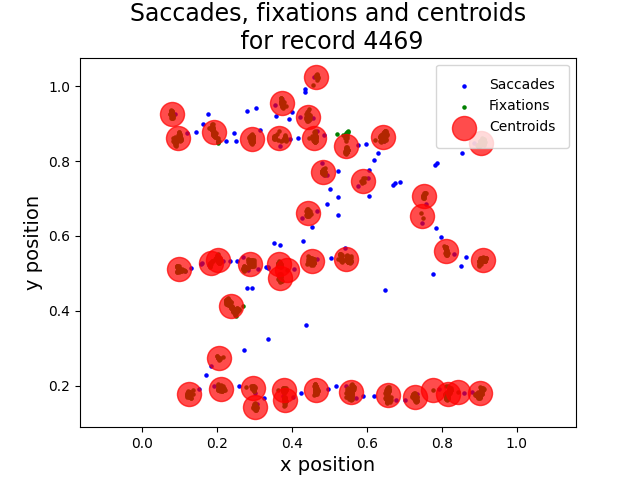 Saccades, fixations and centroids
for record 4469
Saccades
Fixations
Centroids
1.0
0.8
0.6
0.4
0.2
y position
0.0 0.2 0.4 0.6 0.8 1.0
x position